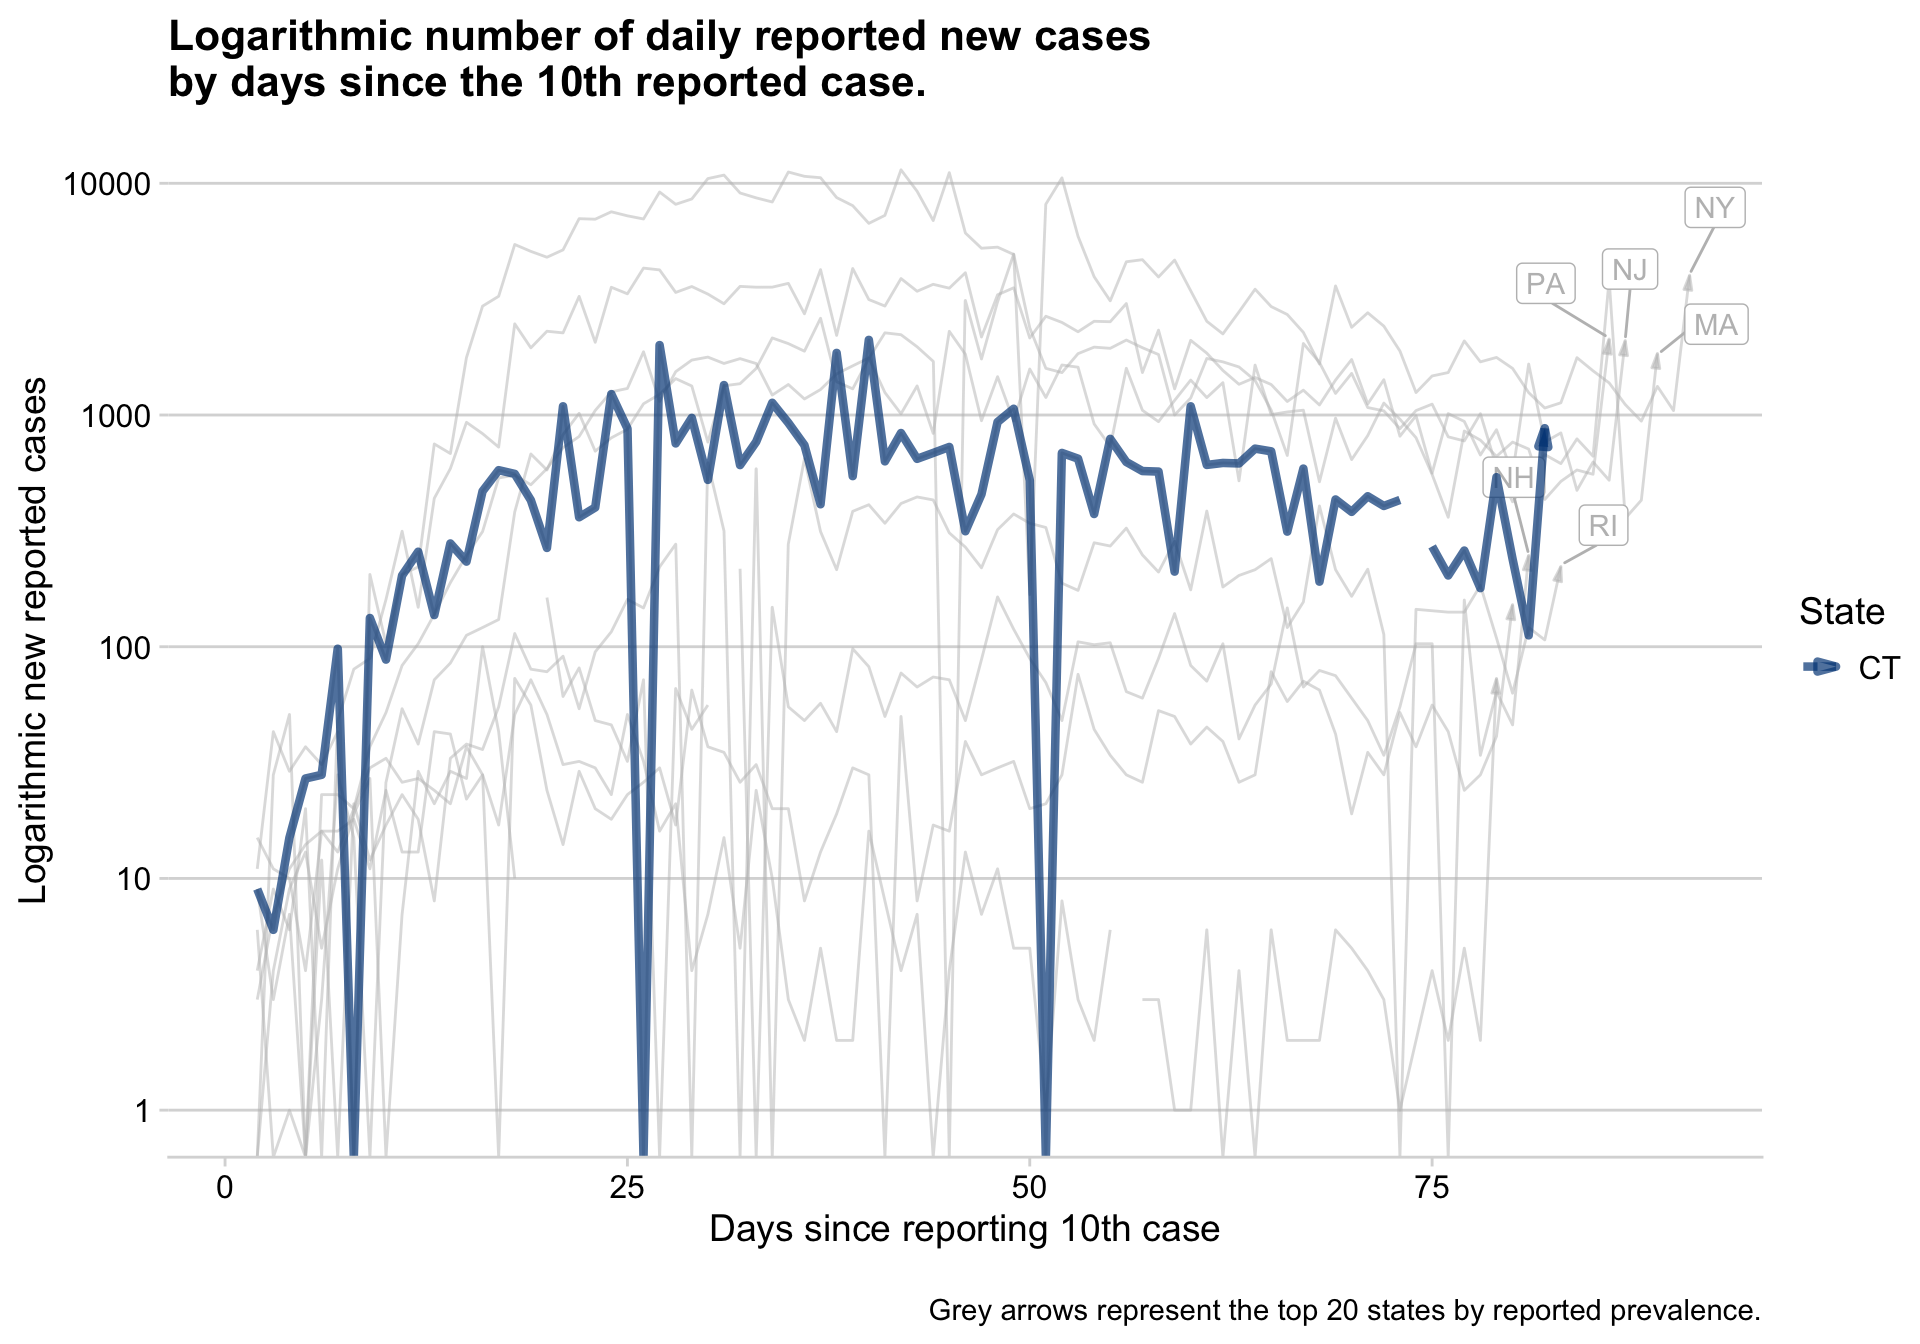 Logarithmic number of daily reported new cases
by days since the 10th reported case.
Logarithmic new reported cases
10000
1000
100
10
1
NY
NJ
PA
MA
NH
RI
State
CT
0
25
50
75
Days since reporting 10th case
Grey arrows represent the top 20 states by reported prevalence.